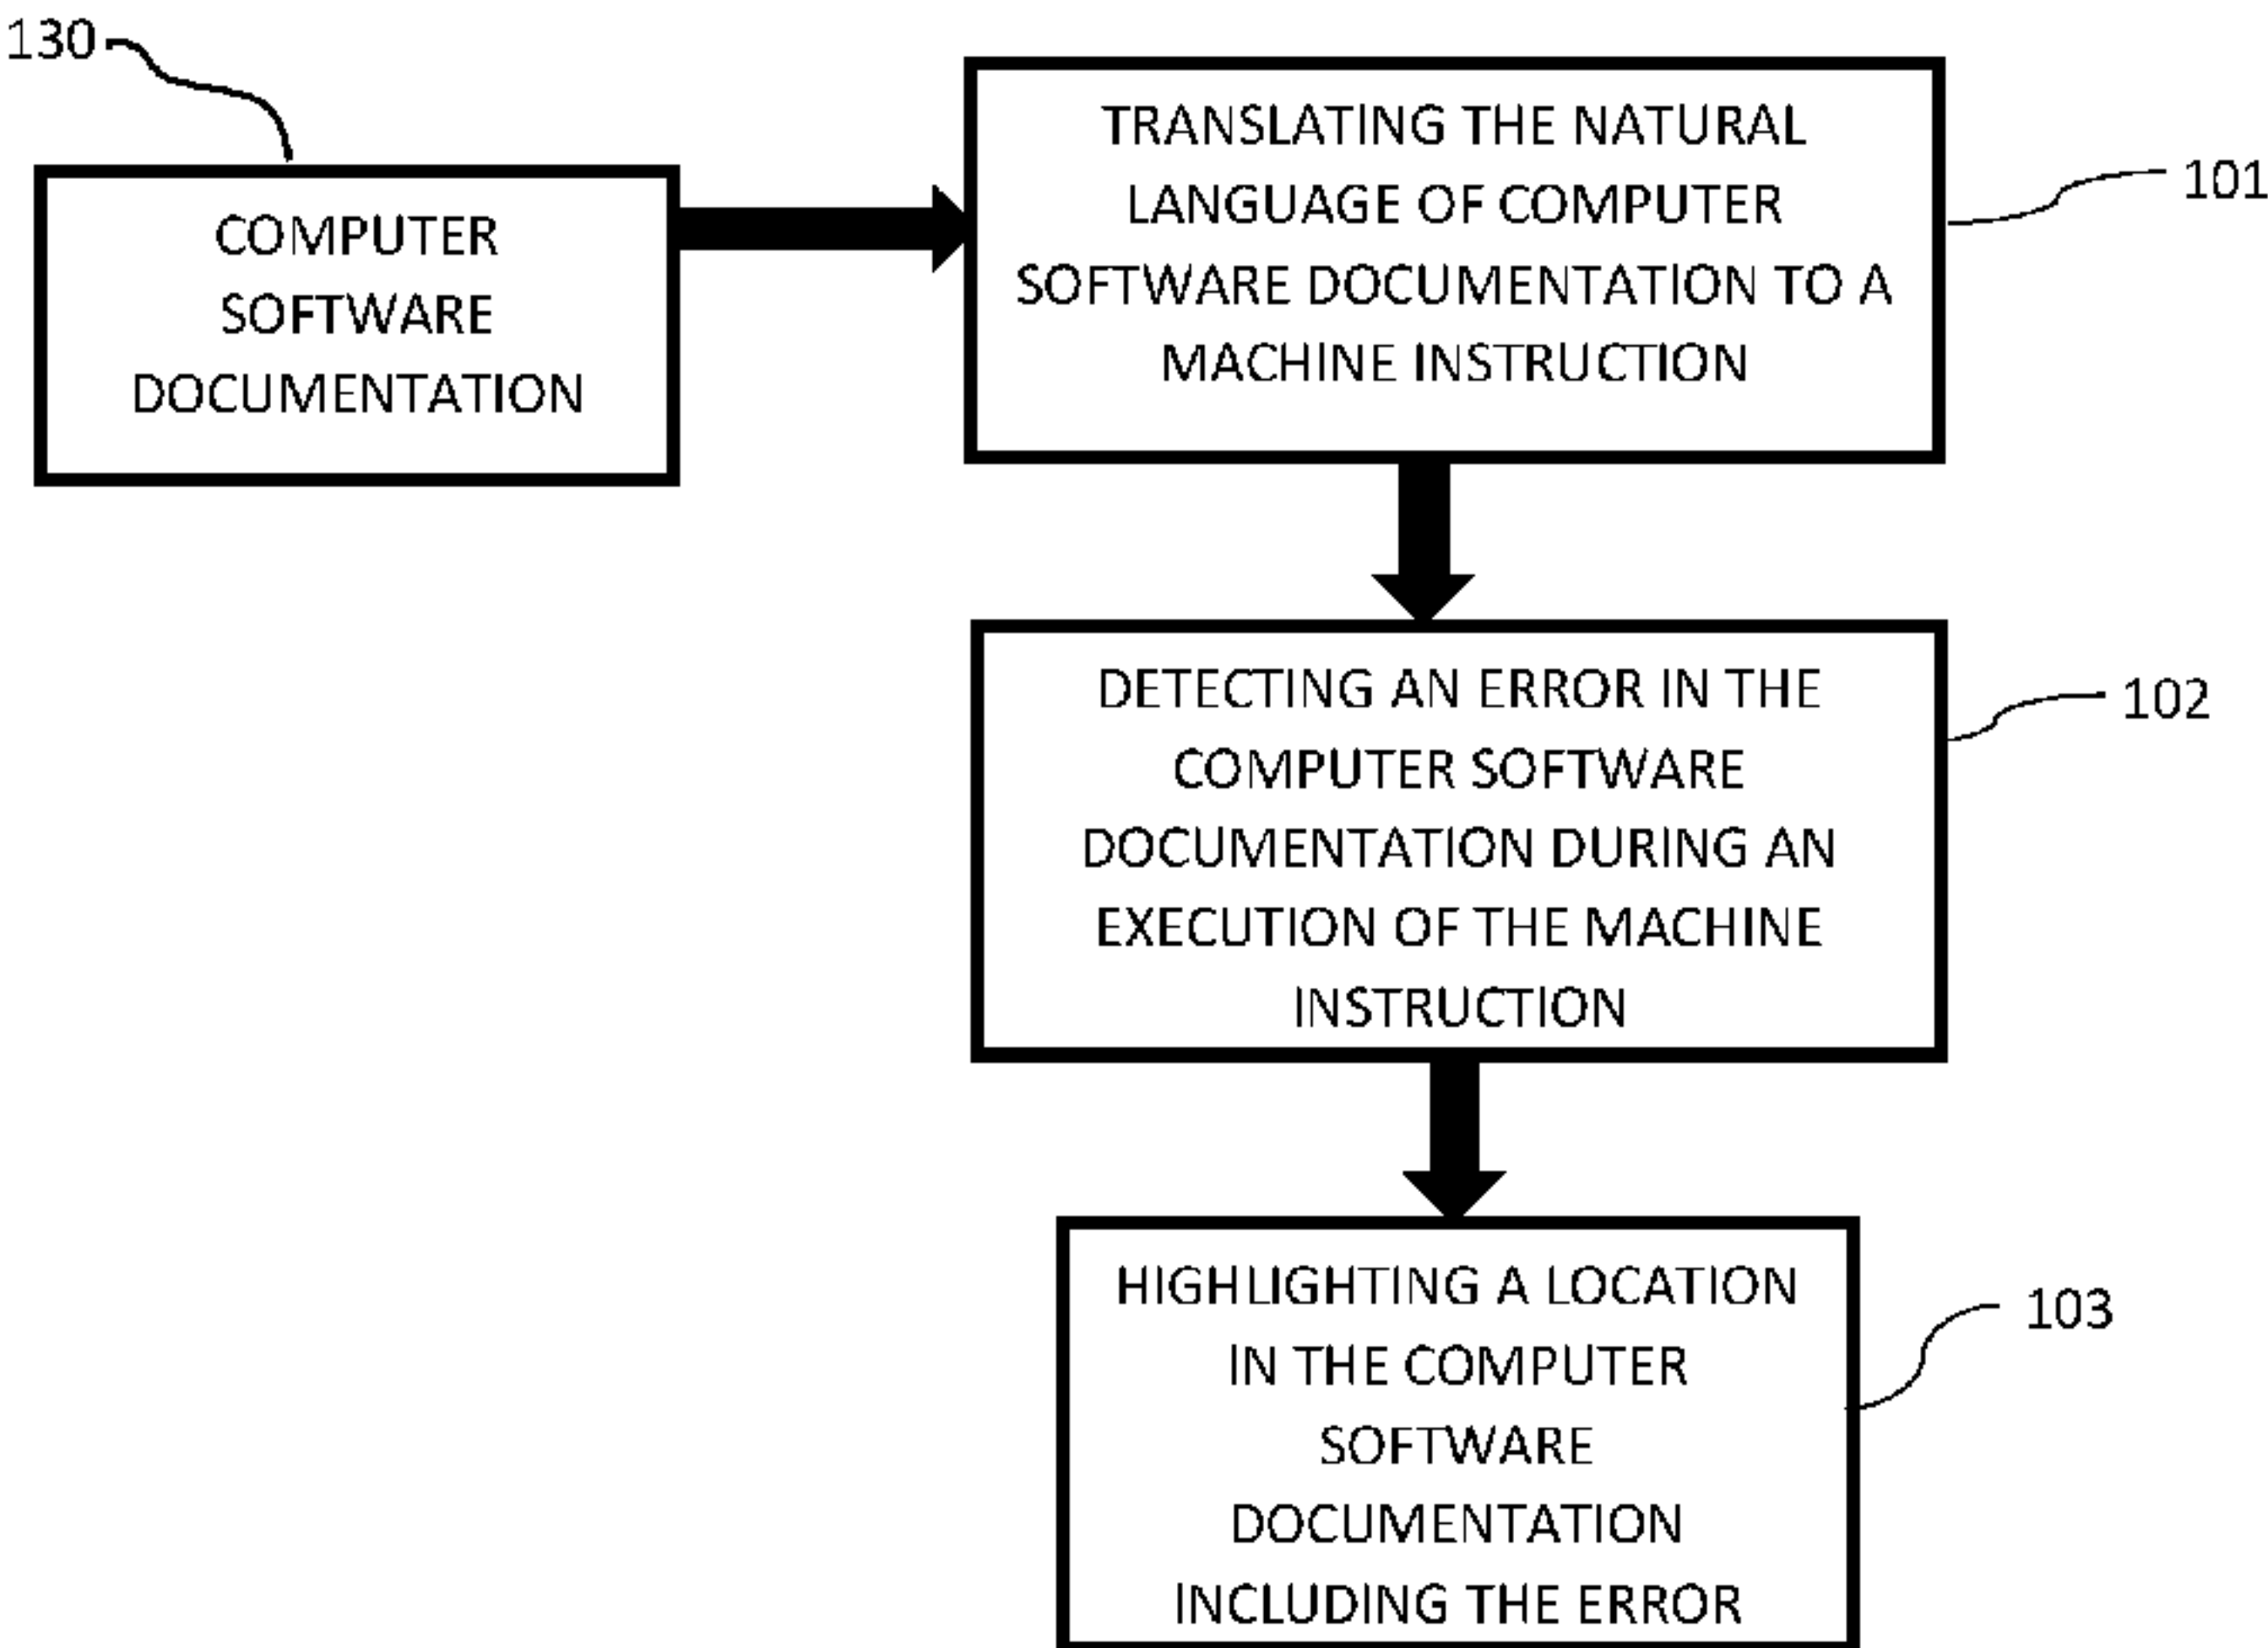 130
COMPUTER
SOFTWARE
DOCUMENTATION
TRANSLATING THE NATURAL
LANGUAGE OF COMPUTER
SOFTWARE DOCUMENTATION TO A
MACHINE INSTRUCTION
101
DETECTING AN ERROR IN THE
COMPUTER SOFTWARE
DOCUMENTATION DURING AN
EXECUTION OF THE MACHINE
INSTRUCTION
102
HIGHLIGHTING A LOCATION
IN THE COMPUTER
SOFTWARE
DOCUMENTATION
INCLUDING THE ERROR
103